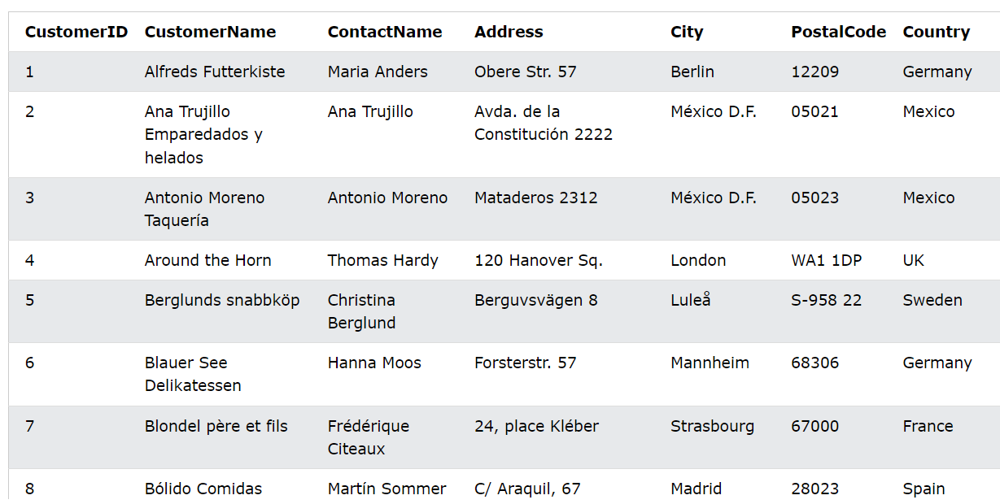 CustomerID CustomerName ContactName Address City PostalCode Country
1 Alfreds Futterkiste Maria Anders Obere Str. 57 Berlin 12209 Germany
2 Ana Trujillo Ana Trujillo Avda. de la México D.F. 05021 Mexico
Emparedados y Constitución 2222
helados
3 Antonio Moreno Antonio Moreno Mataderos 2312 México D.F. 05023 Mexico
Taquería
4 Around the Horn Thomas Hardy 120 Hanover Sq. London WA1 1DP UK
5 Berglunds snabbköp Christina Berguvsvägen 8 Luleå S-958 22 Sweden
Berglund
6 Blauer See Hanna Moos Forsterstr. 57 Mannheim 68306 Germany
Delikatessen
7 Blondel père et fils Frédérique 24, place Kléber Strasbourg 67000 France
Citeaux
8 Bólido Comidas Martín Sommer C/ Araquil, 67 Madrid 28023 Spain